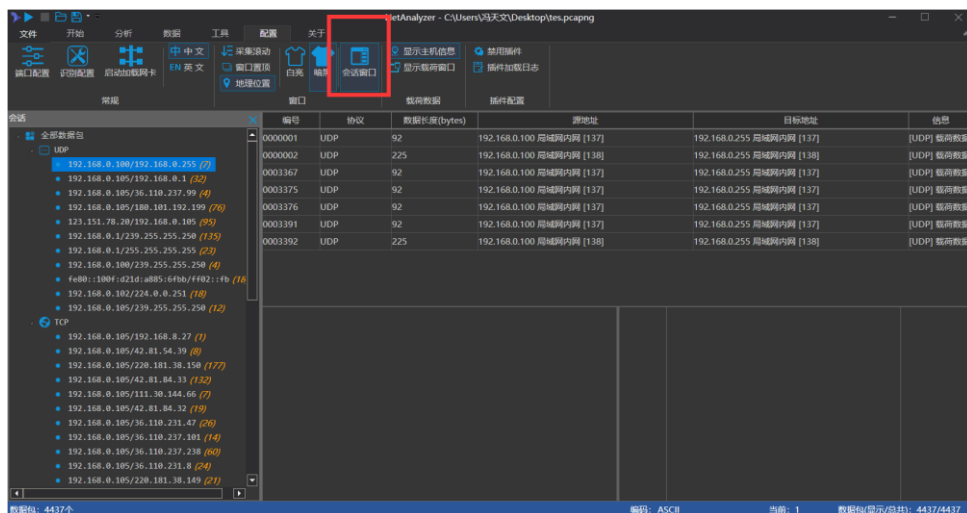 NetAnalyzer - C:\Users\冯天文\Desktop\tes.pcapng
文件 开始 分析 数据 工具 配置 关于
端口配置 识别配置 启动加载网卡 中 中 文 EN 英 文 采集滚动 窗口置顶 地理位置 白亮 暗黑 会话窗口 显示主机信息 显示载荷窗口 禁用插件 插件加载日志
常规 窗口 载荷数据 插件配置
会话
全部数据包
UDP
192.168.0.100/192.168.0.255 (7)
192.168.0.105/192.168.0.1 (32)
192.168.0.105/36.110.237.99 (4)
192.168.0.105/180.101.192.199 (76)
123.151.78.20/192.168.0.105 (95)
192.168.0.1/239.255.255.250 (135)
192.168.0.1/255.255.255.255 (23)
192.168.0.100/239.255.255.250 (4)
fe80::100f:d21d:a885:6fbb/ff02::fb (18
192.168.0.102/224.0.0.251 (18)
192.168.0.105/239.255.255.250 (12)
TCP
192.168.0.105/192.168.8.27 (1)
192.168.0.105/42.81.54.39 (8)
192.168.0.105/220.181.38.150 (177)
192.168.0.105/42.81.84.33 (132)
192.168.0.105/111.30.144.66 (7)
192.168.0.105/42.81.84.32 (19)
192.168.0.105/36.110.231.47 (26)
192.168.0.105/36.110.237.101 (14)
192.168.0.105/36.110.237.238 (60)
192.168.0.105/36.110.231.8 (24)
192.168.0.105/220.181.38.149 (21)
编号 协议 数据长度(bytes) 源地址 目标地址 信息
0000001 UDP 92 192.168.0.100 局域网内网 [137] 192.168.0.255 局域网内网 [137] [UDP] 载荷数据
0000002 UDP 225 192.168.0.100 局域网内网 [138] 192.168.0.255 局域网内网 [138] [UDP] 载荷数据
0003367 UDP 92 192.168.0.100 局域网内网 [137] 192.168.0.255 局域网内网 [137] [UDP] 载荷数据
0003375 UDP 92 192.168.0.100 局域网内网 [137] 192.168.0.255 局域网内网 [137] [UDP] 载荷数据
0003376 UDP 92 192.168.0.100 局域网内网 [137] 192.168.0.255 局域网内网 [137] [UDP] 载荷数据
0003391 UDP 92 192.168.0.100 局域网内网 [137] 192.168.0.255 局域网内网 [137] [UDP] 载荷数据
0003392 UDP 225 192.168.0.100 局域网内网 [138] 192.168.0.255 局域网内网 [138] [UDP] 载荷数据
数据包: 4437个 编码: ASCII 当前: 1 数据包(显示/总共): 4437/4437